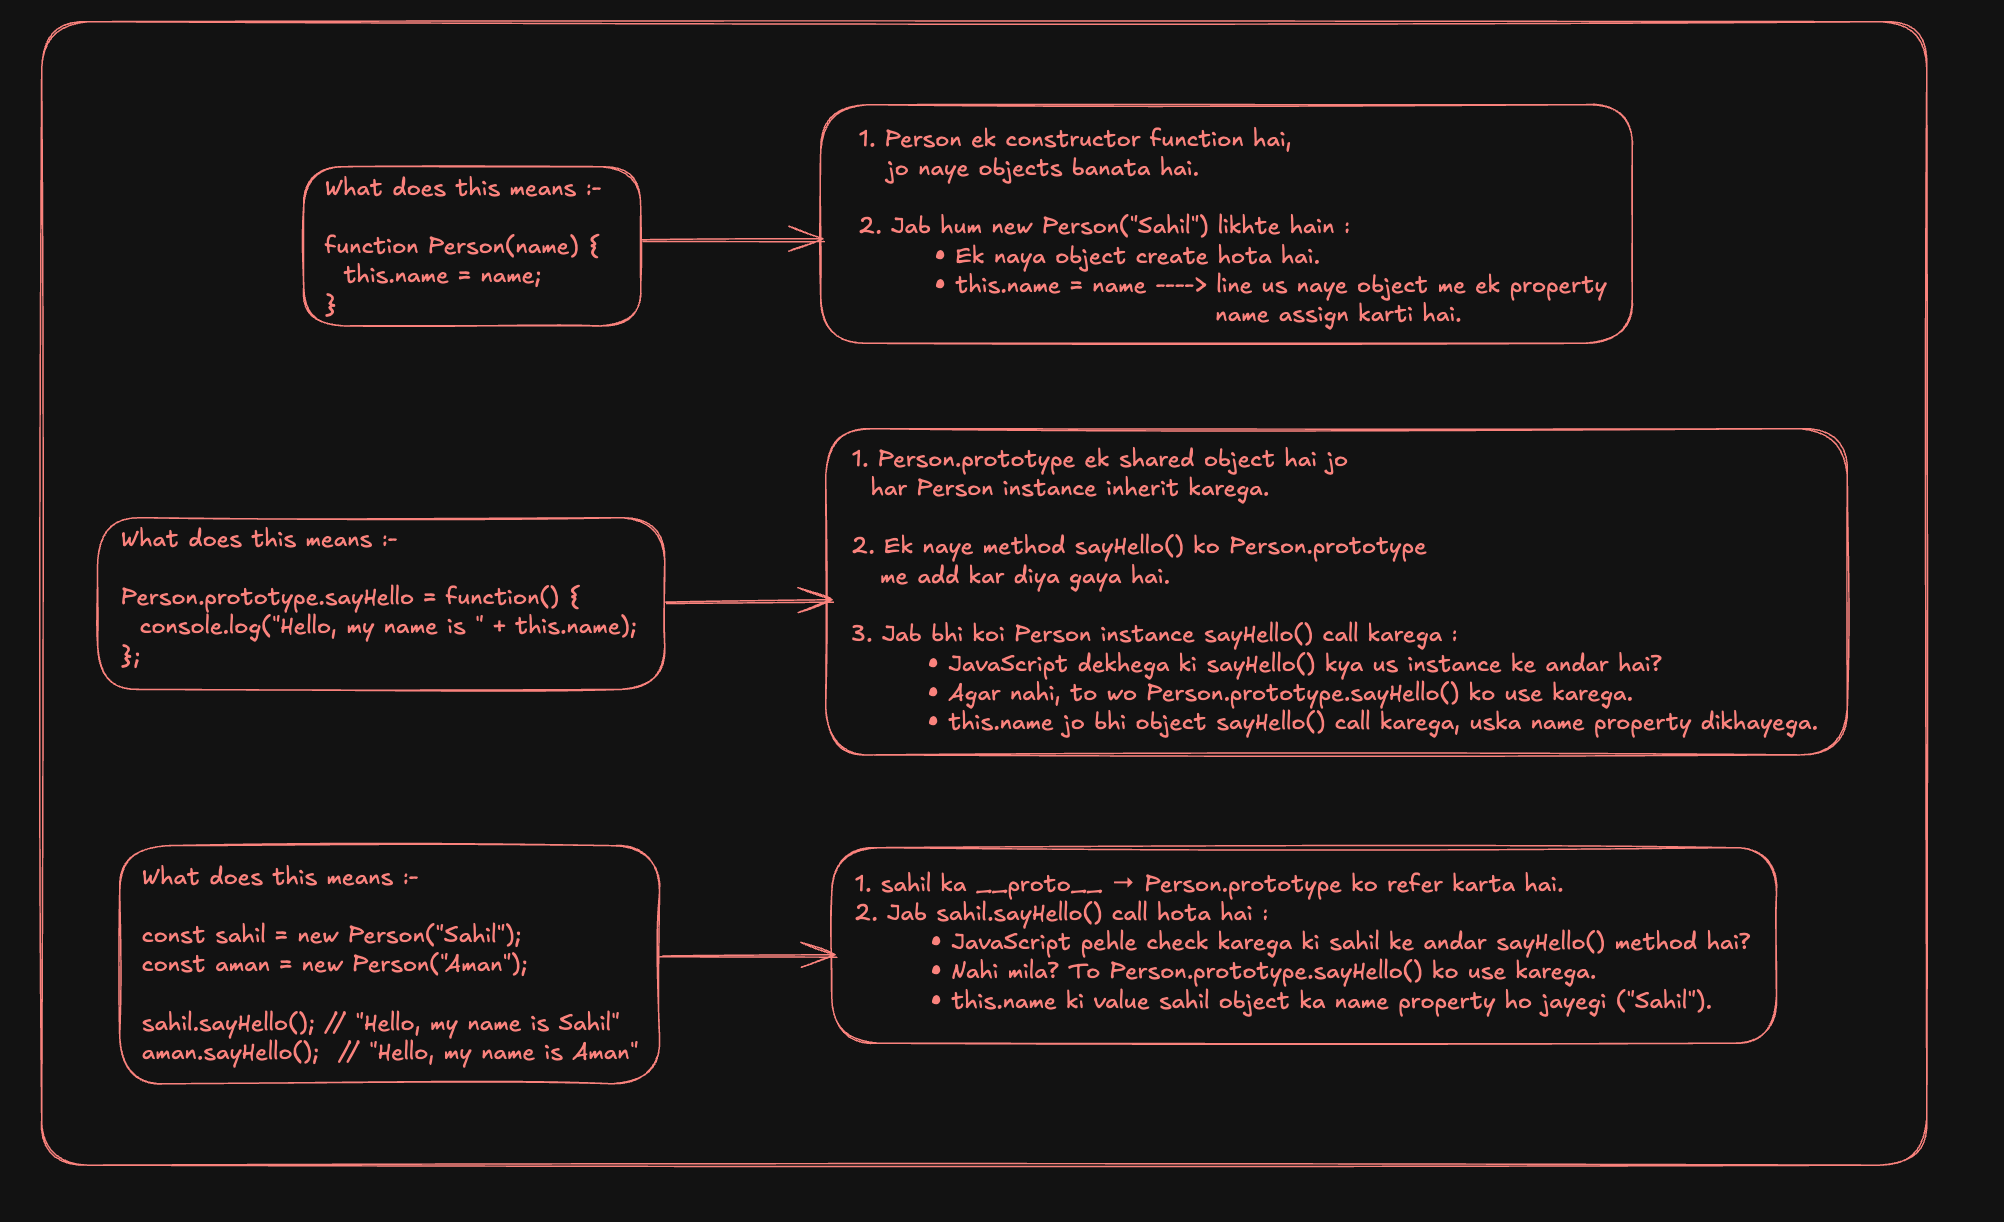 What does this means :-
function Person(name) {
this.name = name;
}
1. Person ek constructor function hai,
jo naye objects banata hai.
2. Jab hum new Person("Sahil") likhte hain :
• Ek naya object create hota hai.
• this.name = name ----> line us naye object me ek property
name assign karti hai.
What does this means :-
Person.prototype.sayHello = function() {
console.log("Hello, my name is " + this.name);
};
1. Person.prototype ek shared object hai jo
har Person instance inherit karega.
2. Ek naye method sayHello() ko Person.prototype
me add kar diya gaya hai.
3. Jab bhi koi Person instance sayHello() call karega :
• JavaScript dekhega ki sayHello() kya us instance ke andar hai?
• Agar nahi, to wo Person.prototype.sayHello() ko use karega.
• this.name jo bhi object sayHello() call karega, uska name property dikhayega.
What does this means :-
const sahil = new Person("Sahil");
const aman = new Person("Aman");
sahil.sayHello(); // "Hello, my name is Sahil"
aman.sayHello();  // "Hello, my name is Aman"
1. sahil ka __proto__ → Person.prototype ko refer karta hai.
2. Jab sahil.sayHello() call hota hai :
• JavaScript pehle check karega ki sahil ke andar sayHello() method hai?
• Nahi mila? To Person.prototype.sayHello() ko use karega.
• this.name ki value sahil object ka name property ho jayegi ("Sahil").